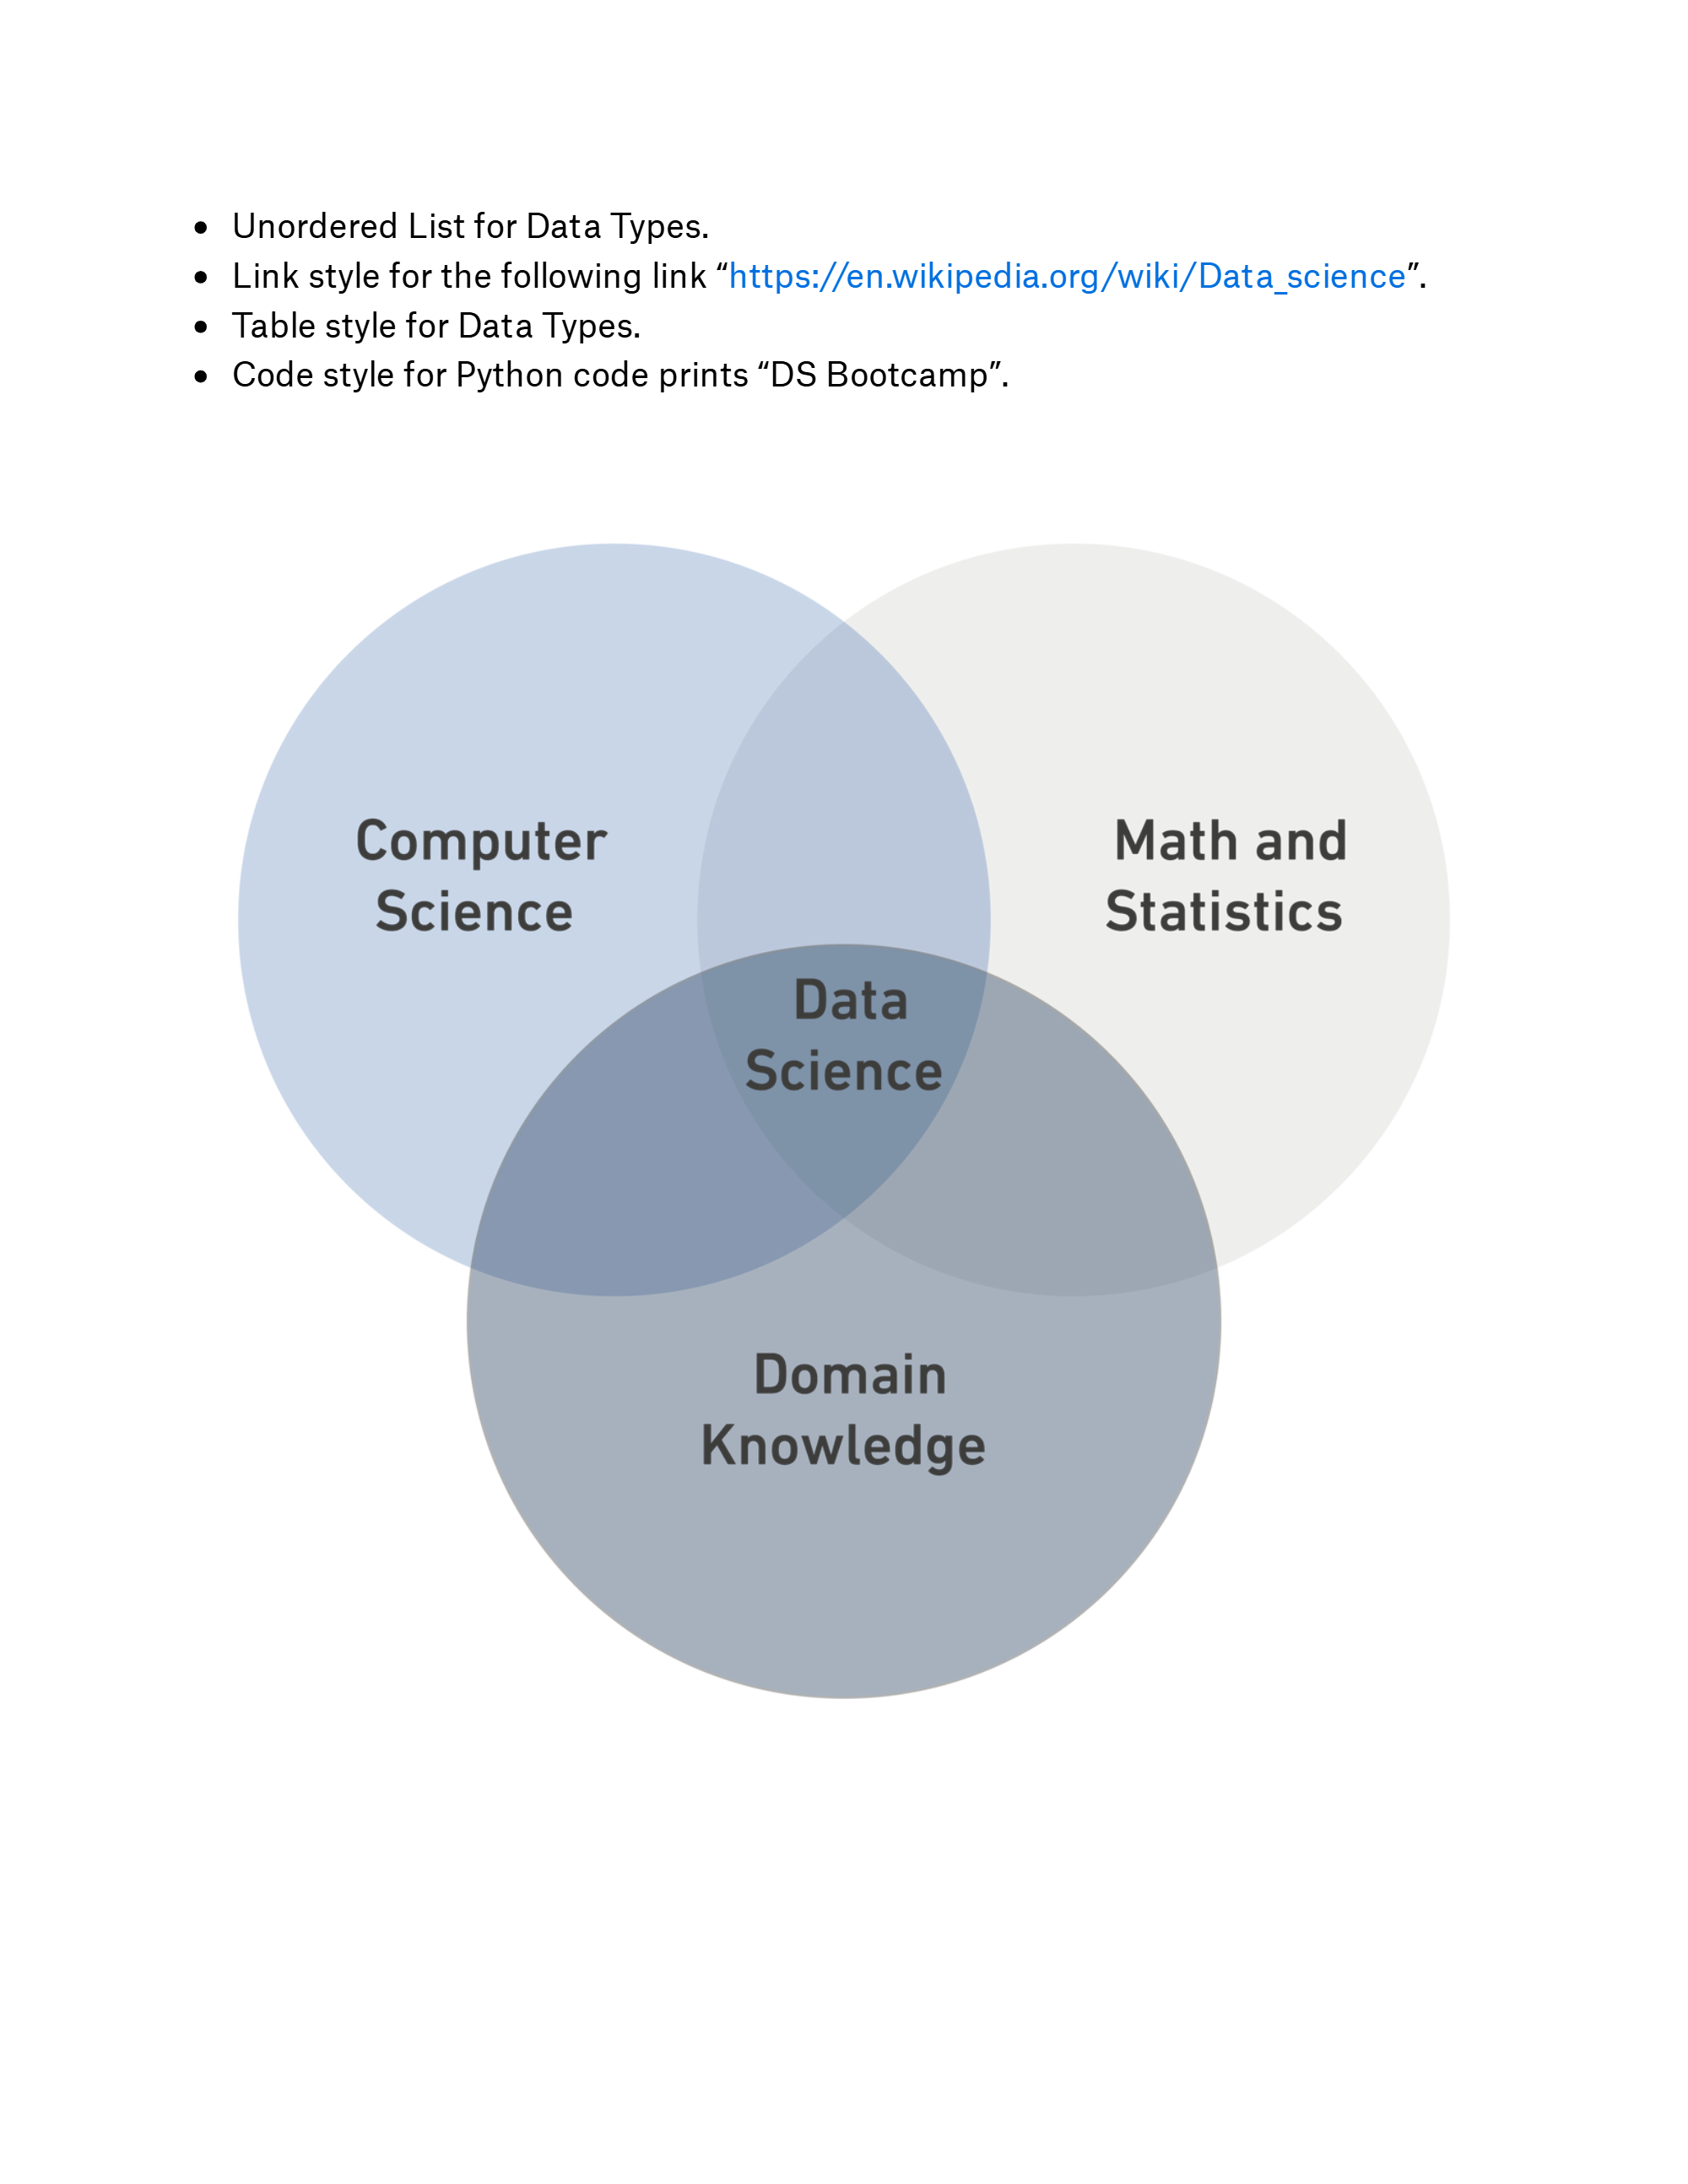 • Unordered List for Data Types.
• Link style for the following link “https://en.wikipedia.org/wiki/Data_science”.
• Table style for Data Types.
• Code style for Python code prints “DS Bootcamp”.
Computer
Science
Math and
Statistics
Data
Science
Domain
Knowledge